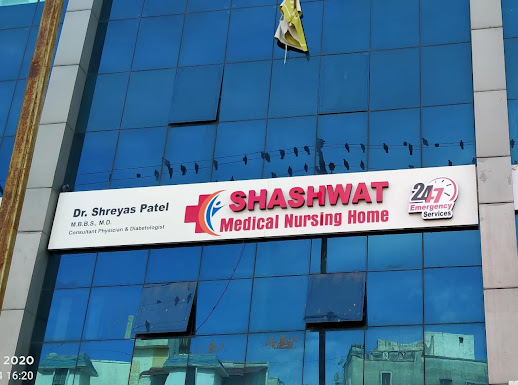 Dr. Shreyas Patel
M.B.B.S., M.D.
Consultant Physician & Diabetologist
SHASHWAT
Medical Nursing Home
24/7
Emergency
Services
2020
16:20